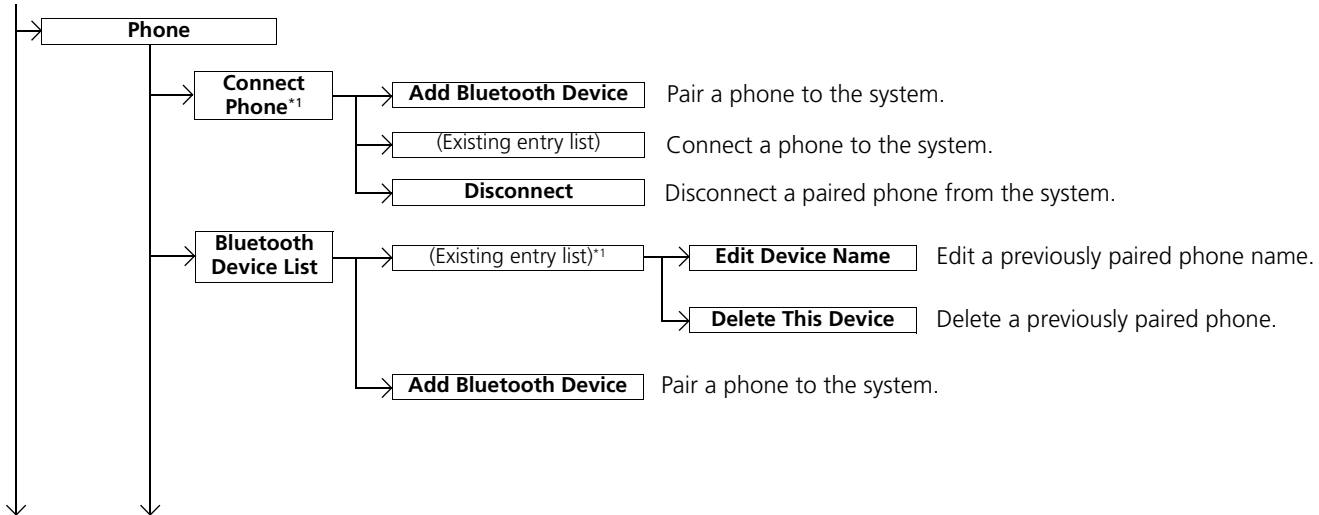 Phone
Connect
Phone*1
Add Bluetooth Device Pair a phone to the system.
(Existing entry list) Connect a phone to the system.
Disconnect Disconnect a paired phone from the system.
Bluetooth
Device List
(Existing entry list)*1
Edit Device Name Edit a previously paired phone name.
Delete This Device Delete a previously paired phone.
Add Bluetooth Device Pair a phone to the system.